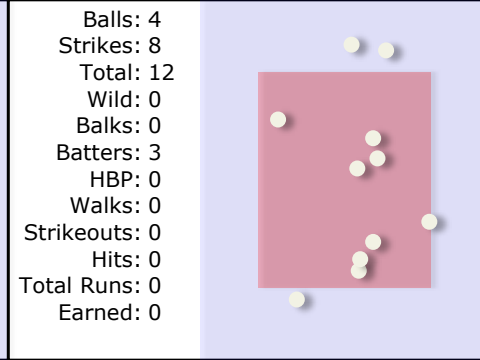 Balls: 4
Strikes: 8
Total: 12
Wild: 0
Balks: 0
Batters: 3
HBP: 0
Walks: 0
Strikeouts: 0
Hits: 0
Total Runs: 0
Earned: 0